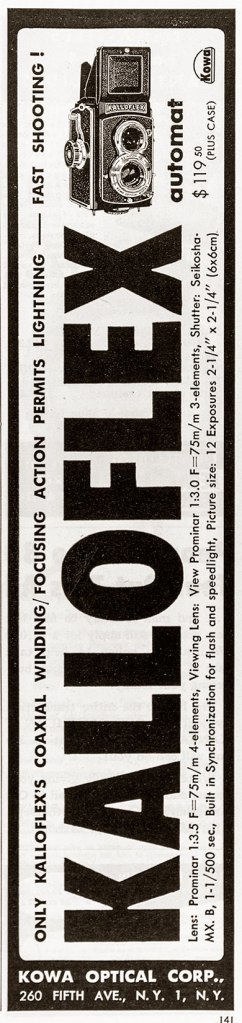 ONLY KALLOFLEX'S COAXIAL WINDING/FOCUSING ACTION PERMITS LIGHTNING — FAST SHOOTING !
KALLOFLEX
KALLOFLEX
automat
Kowa
$119.50
(PLUS CASE)
Lens: Prominar 1:3.5 F=75m/m 4-elements, Viewing Lens: View Prominar 1:3.0 F=75m/m 3-elements, Shutter: Seikosha-
MX. B, 1-1/500 sec., Built in Synchronization for flash and speedlight, Picture size: 12 Exposures 2-1/4" x 2-1/4" (6x6cm)
KOWA OPTICAL CORP.,
260 FIFTH AVE., N. Y. 1, N. Y.
141